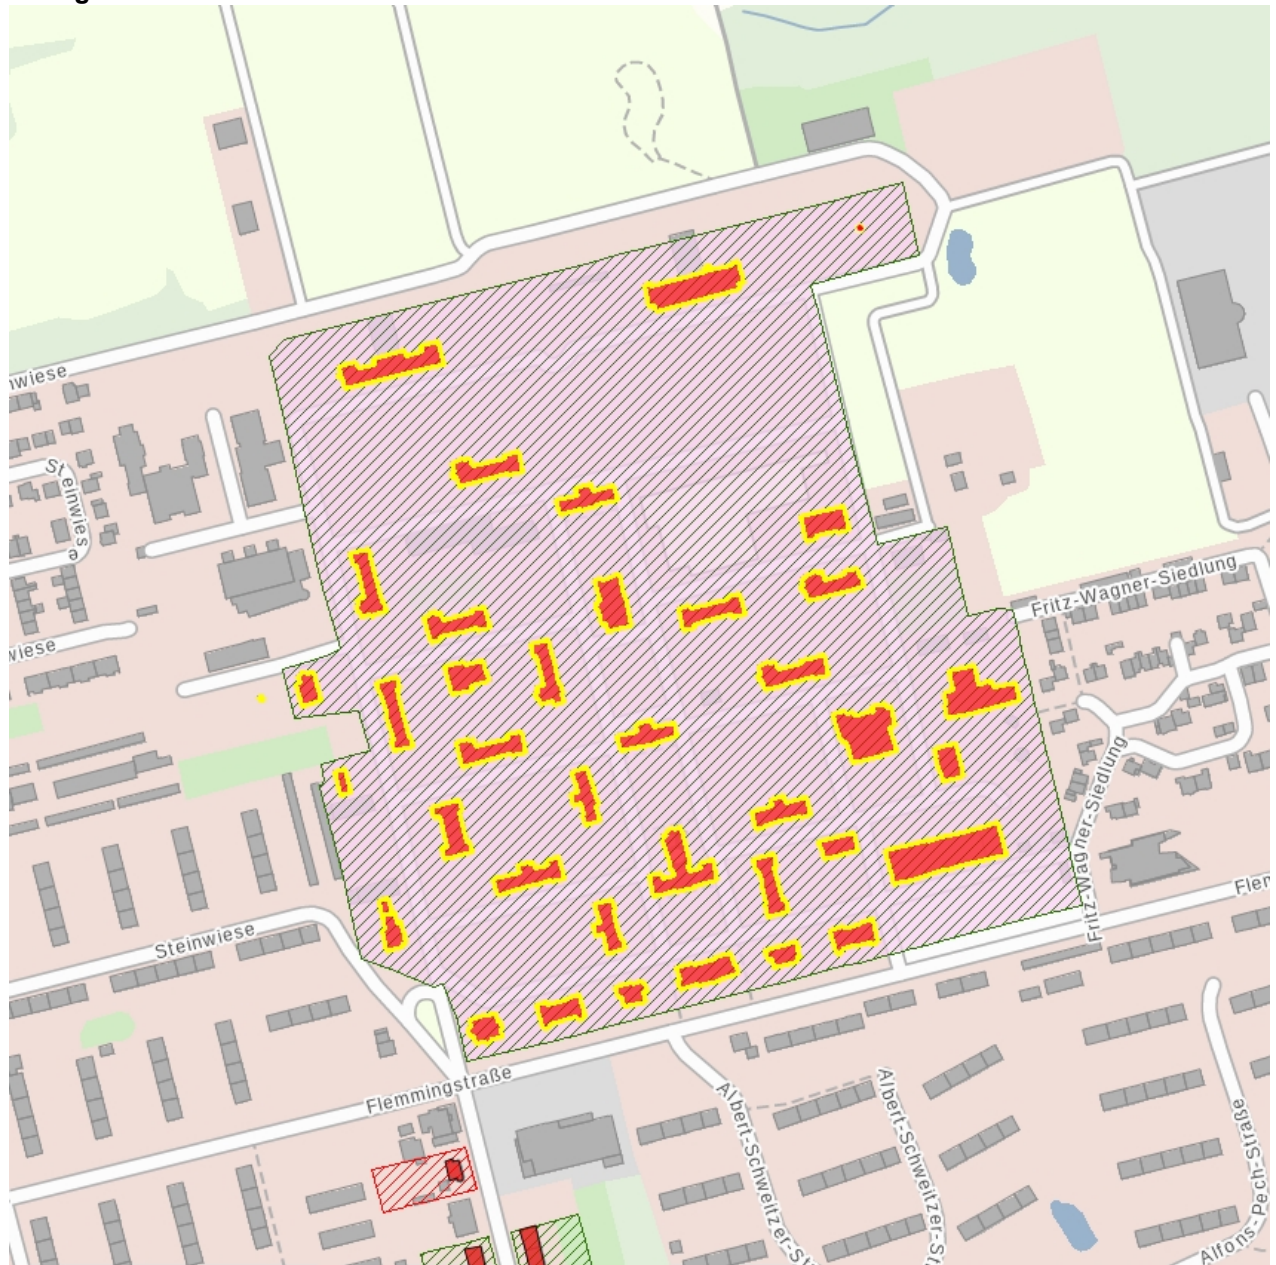 nwiese
Steinwiese
wiese
Fritz-Wagner-Siedlung
Fritz-Wagner-Siedlung
Steinwiese
Flem
Flemmingstraße
Albert-Schweitzer-St
Albert-Schweitzer-St
Alfons-Pech-Straße